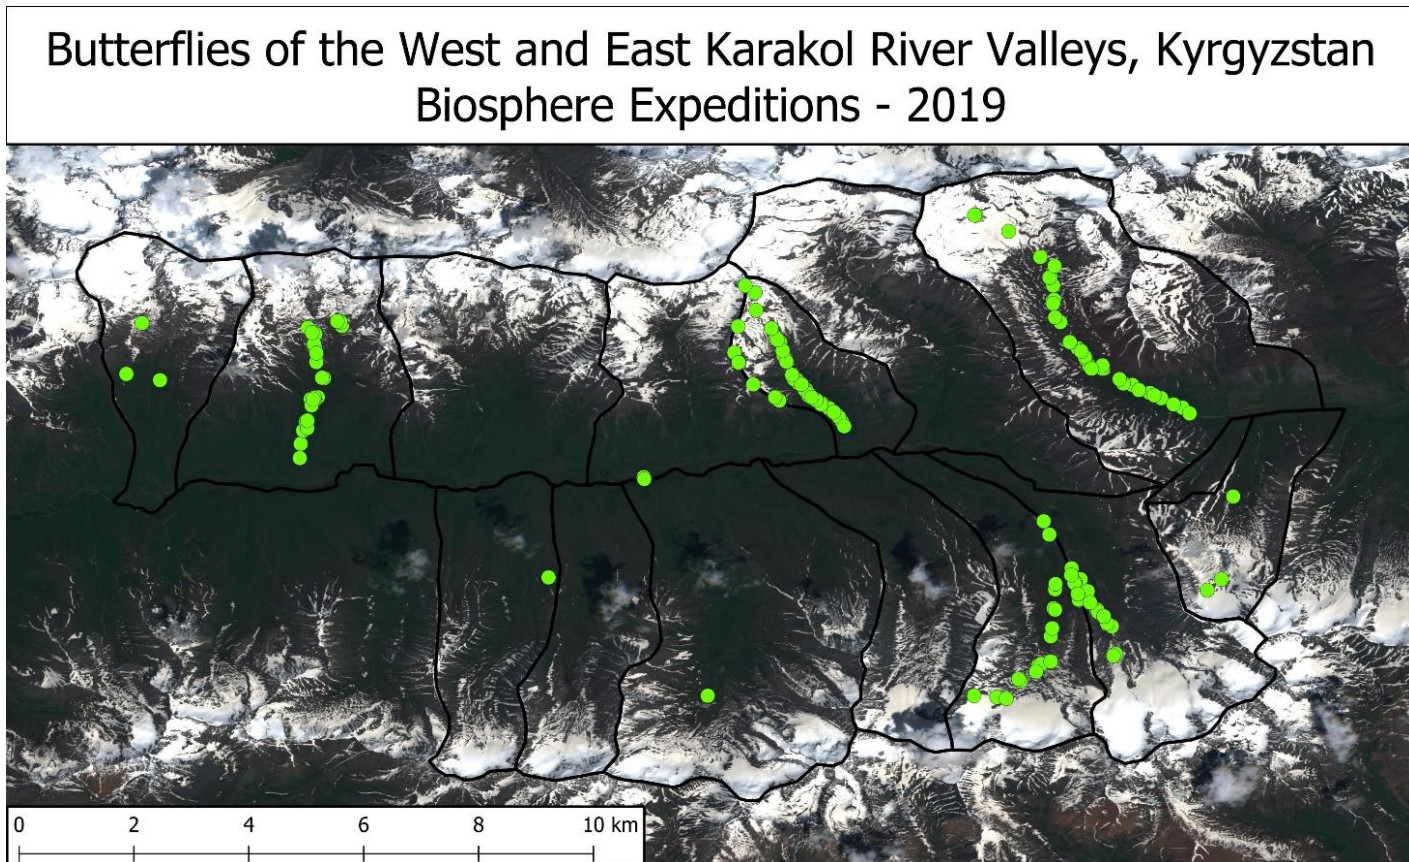 Butterflies of the West and East Karakol River Valleys, Kyrgyzstan
Biosphere Expeditions - 2019
0 2 4 6 8 10 km